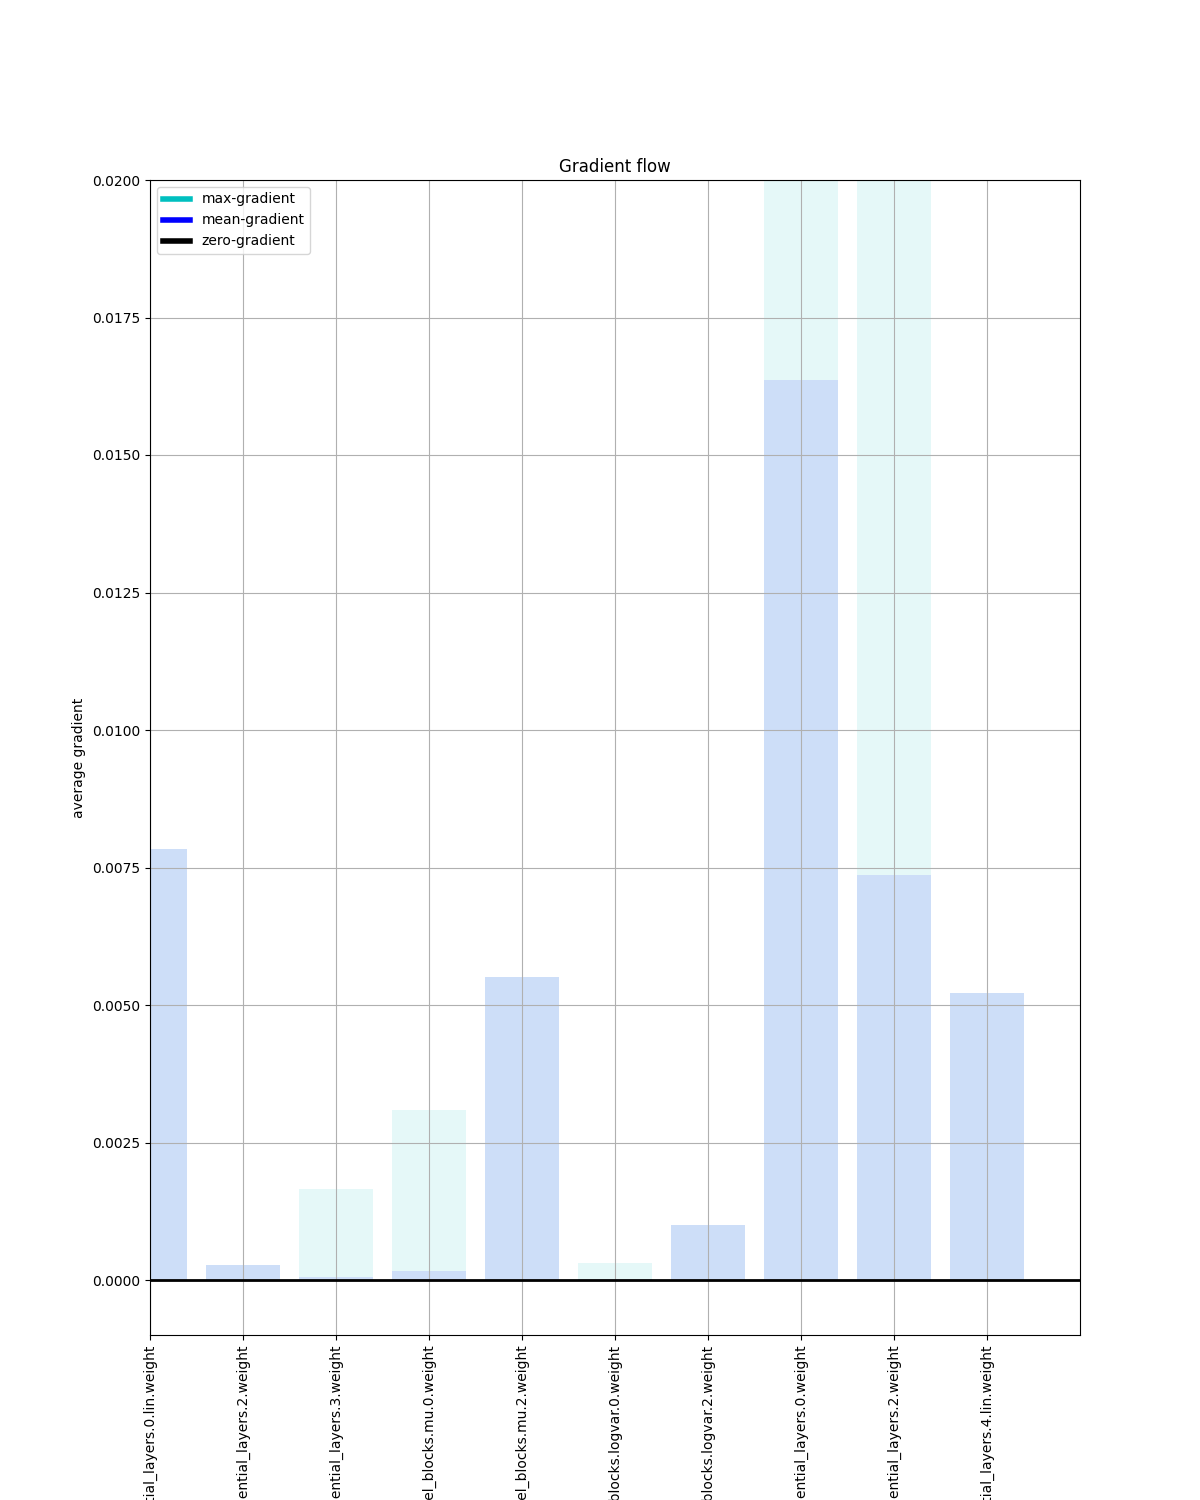 Gradient flow
max-gradient
mean-gradient
zero-gradient
0.0200
0.0175
0.0150
0.0125
0.0100
0.0075
0.0050
0.0025
0.0000
average gradient
tial_layers.0.lin.weight
ential_layers.2.weight
ential_layers.3.weight
el_blocks.mu.0.weight
el_blocks.mu.2.weight
blocks.logvar.0.weight
blocks.logvar.2.weight
ential_layers.0.weight
ential_layers.2.weight
tial_layers.4.lin.weight